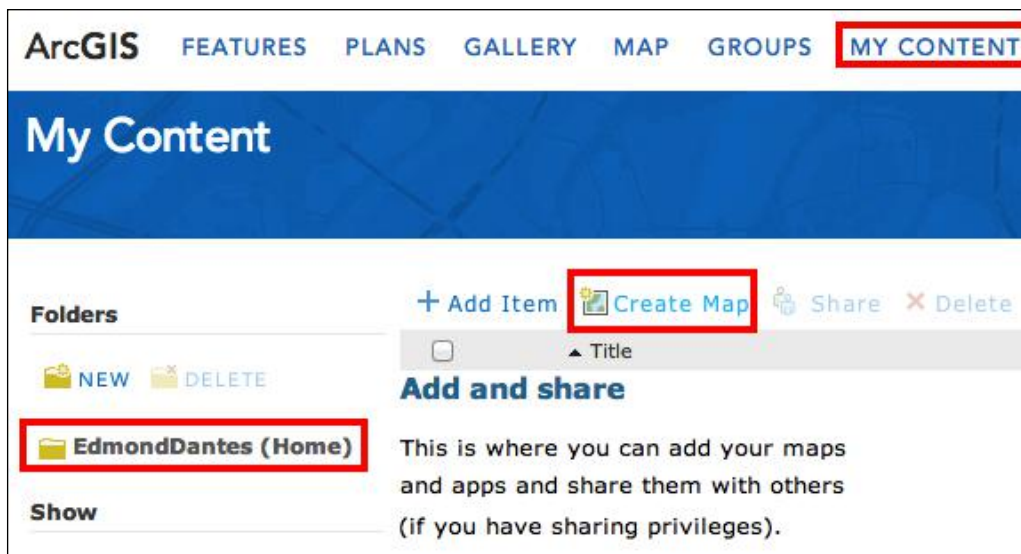 ArcGIS FEATURES PLANS GALLERY MAP GROUPS MY CONTENT
My Content
Folders
NEW DELETE
EdmondDantes (Home)
Show
+ Add Item Create Map Share Delete
Title
Add and share
This is where you can add your maps
and apps and share them with others
(if you have sharing privileges).